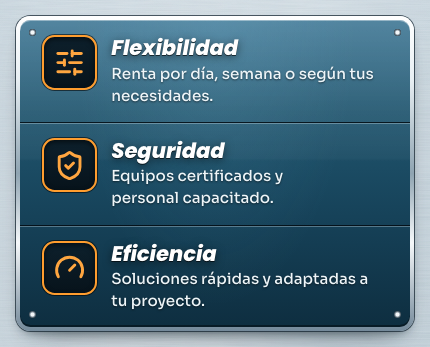 Flexibilidad
Renta por día, semana o según tus
necesidades.
Seguridad
Equipos certificados y
personal capacitado.
Eficiencia
Soluciones rápidas y adaptadas a
tu proyecto.